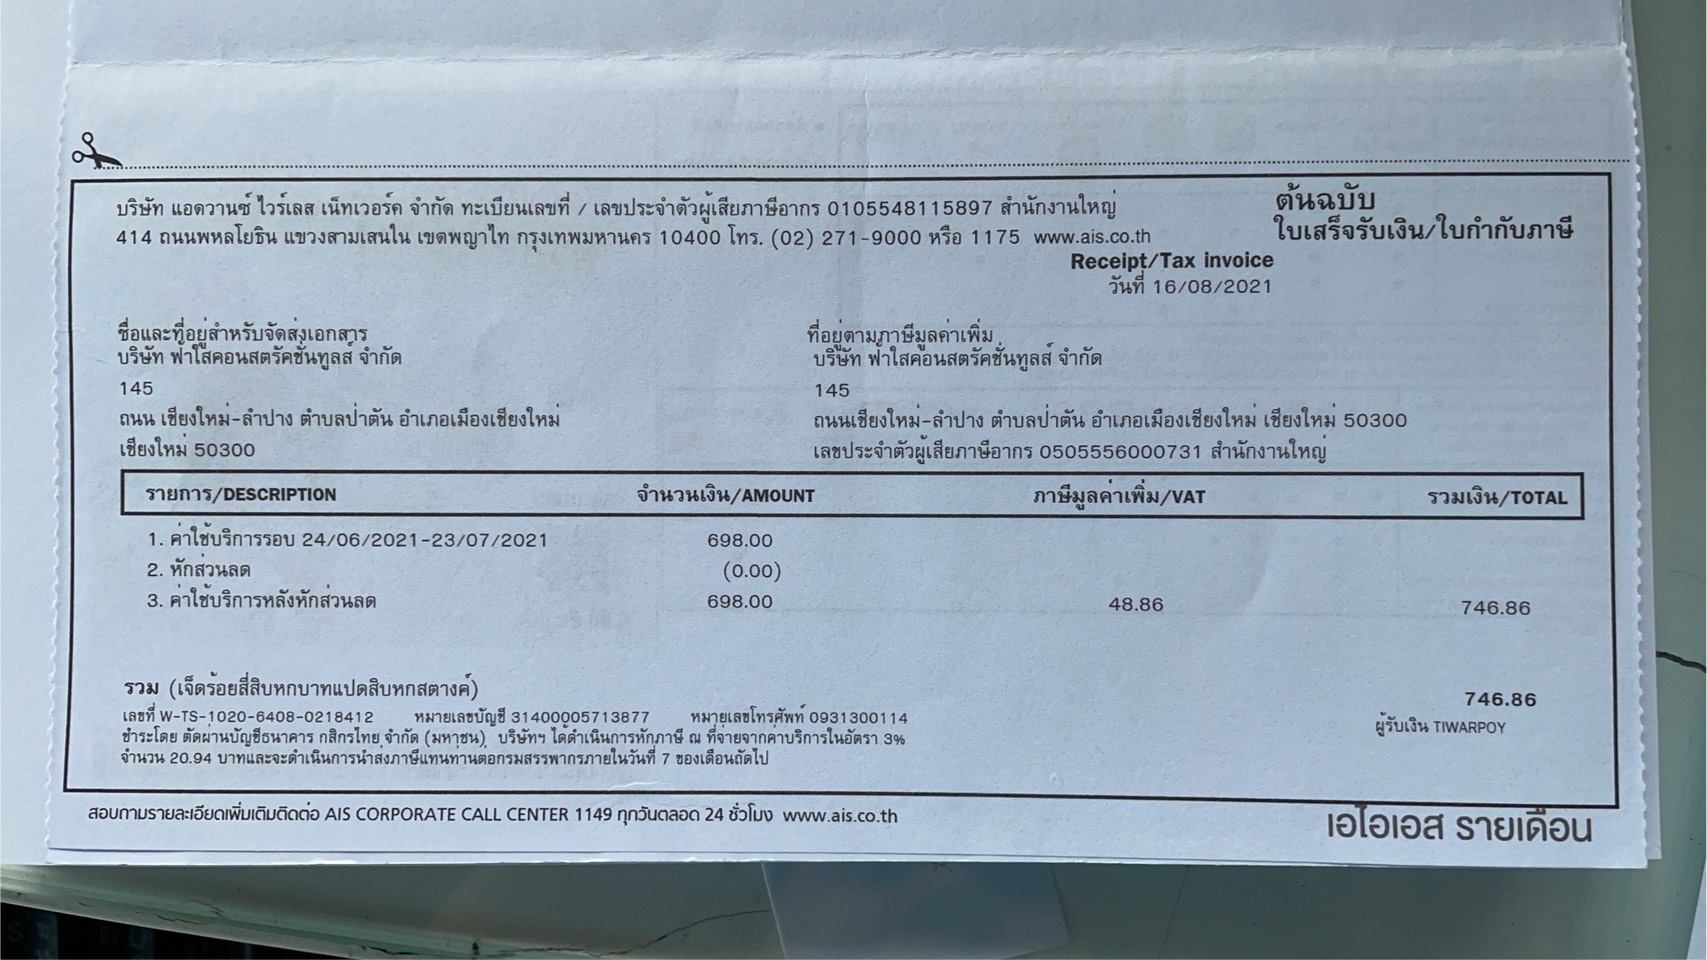 บริษัท แอดวานซ์ ไวร์เลส เน็ทเวอร์ค จำกัด ทะเบียนเลขที่ / เลขประจำตัวผู้เสียภาษีอากร 0105548115897 สำนักงานใหญ่
414 ถนนพหลโยธิน แขวงสามเสนใน เขตพญาไท กรุงเทพมหานคร 10400 โทร. (02) 271-9000 หรือ 1175 www.ais.co.th
ต้นฉบับ
ใบเสร็จรับเงิน/ใบกำกับภาษี
Receipt/Tax invoice
วันที่ 16/08/2021
ชื่อและที่อยู่สำหรับจัดส่งเอกสาร
บริษัท ฟ้าใสคอนสตรัคชั่นทูลส์ จำกัด
145
ถนน เชียงใหม่-ลำปาง ตำบลป่าตัน อำเภอเมืองเชียงใหม่
เชียงใหม่ 50300
ที่อยู่ตามภาษีมูลค่าเพิ่ม
บริษัท ฟ้าใสคอนสตรัคชั่นทูลส์ จำกัด
145
ถนนเชียงใหม่-ลำปาง ตำบลป่าตัน อำเภอเมืองเชียงใหม่ เชียงใหม่ 50300
เลขประจำตัวผู้เสียภาษีอากร 0505556000731 สำนักงานใหญ่
รายการ/DESCRIPTION จำนวนเงิน/AMOUNT ภาษีมูลค่าเพิ่ม/VAT รวมเงิน/TOTAL
1. ค่าใช้บริการรอบ 24/06/2021-23/07/2021 698.00
2. หักส่วนลด (0.00)
3. ค่าใช้บริการหลังหักส่วนลด 698.00 48.86 746.86
รวม (เจ็ดร้อยสี่สิบหกบาทแปดสิบหกสตางค์) 746.86
เลขที่ W-TS-1020-6408-0218412 หมายเลขบัญชี 31400005713877 หมายเลขโทรศัพท์ 0931300114
ผู้รับเงิน TIWARPOY
ชำระโดย ตัดผ่านบัญชีธนาคาร กสิกรไทย จำกัด (มหาชน) บริษัทฯ ได้ดำเนินการหักภาษี ณ ที่จ่ายจากค่าบริการในอัตรา 3%
จำนวน 20.94 บาทและจะดำเนินการนำส่งภาษีแทนท่านต่อกรมสรรพากรภายในวันที่ 7 ของเดือนถัดไป
สอบถามรายละเอียดเพิ่มเติมติดต่อ AIS CORPORATE CALL CENTER 1149 ทุกวันตลอด 24 ชั่วโมง www.ais.co.th
เอไอเอส รายเดือน